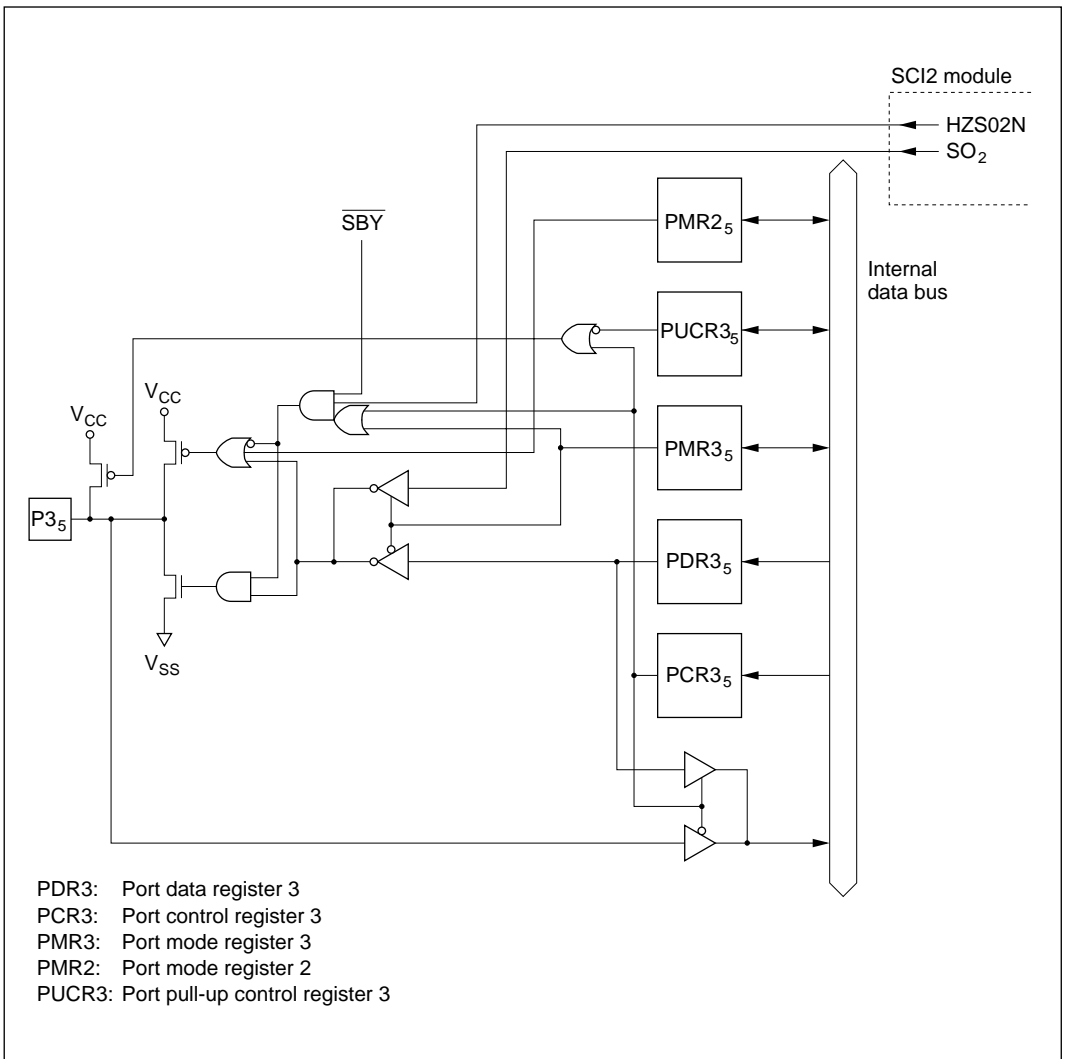 SCI2 module
HZS02N
SO2
SBY
PMR25
Internal
data bus
PUCR35
VCC
VCC
PMR35
P35
PDR35
VSS
PCR35
PDR3: Port data register 3
PCR3: Port control register 3
PMR3: Port mode register 3
PMR2: Port mode register 2
PUCR3: Port pull-up control register 3